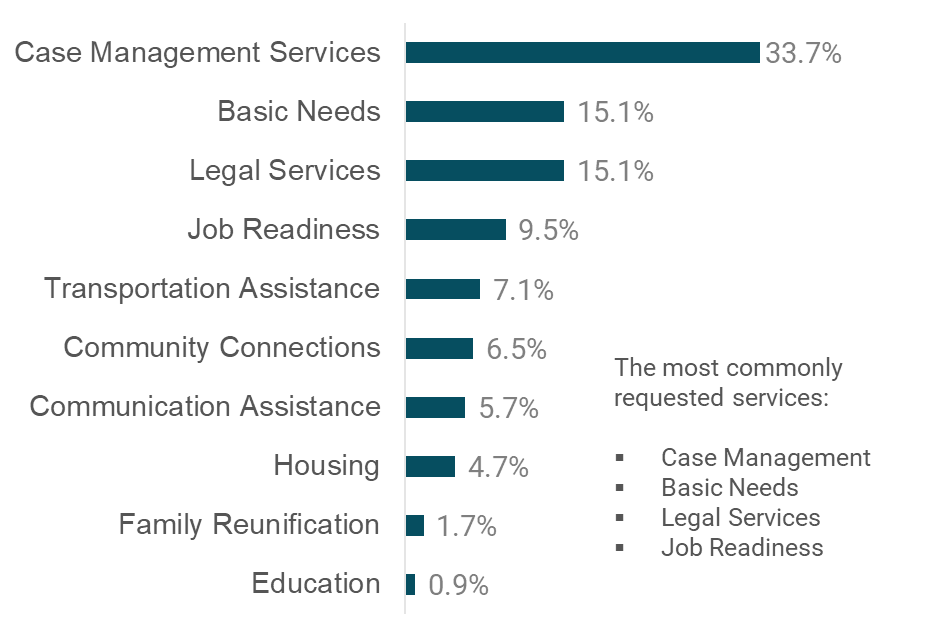 Case Management Services 33.7%
Basic Needs 15.1%
Legal Services 15.1%
Job Readiness 9.5%
Transportation Assistance 7.1%
Community Connections 6.5%
Communication Assistance 5.7%
Housing 4.7%
Family Reunification 1.7%
Education 0.9%
The most commonly
requested services:
▪ Case Management
▪ Basic Needs
▪ Legal Services
▪ Job Readiness